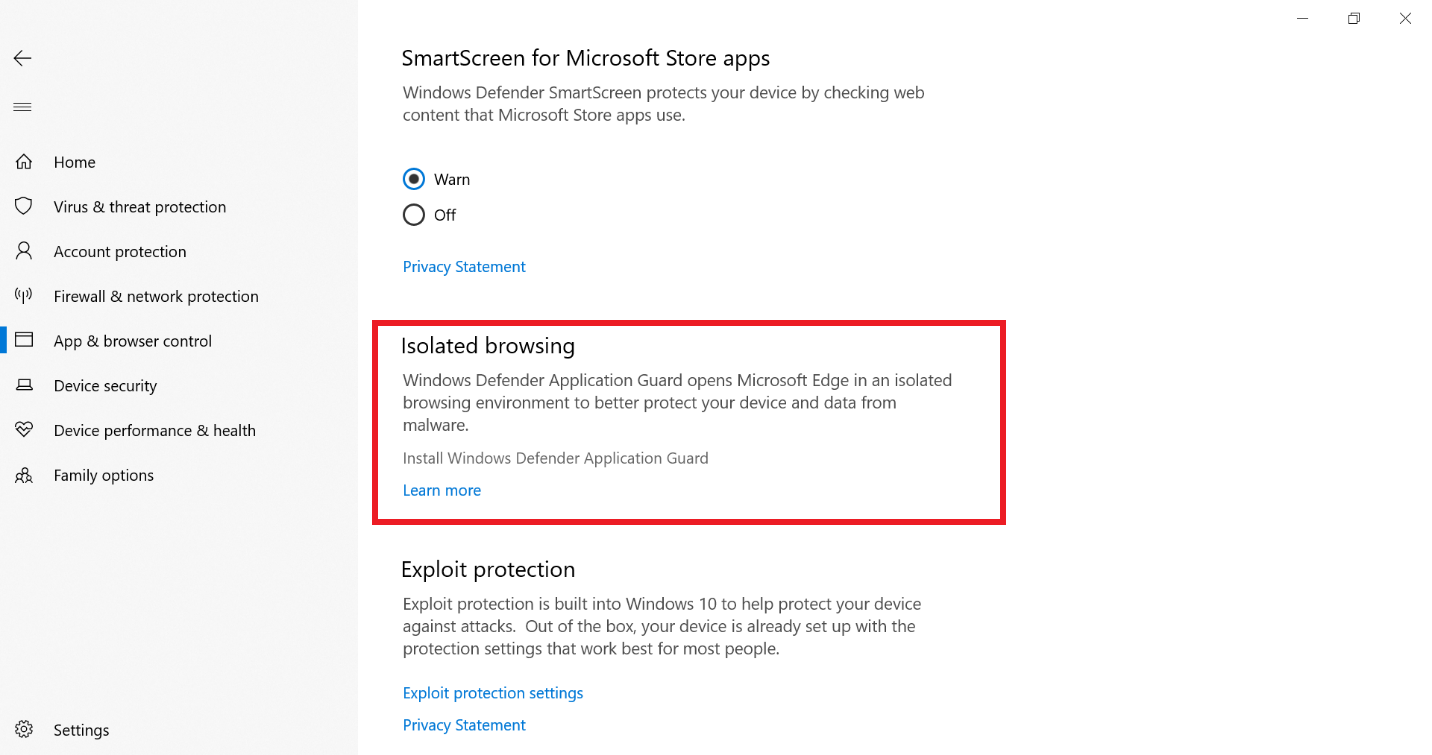 Home
Virus & threat protection
Account protection
Firewall & network protection
App & browser control
Device security
Device performance & health
Family options
Settings
SmartScreen for Microsoft Store apps
Windows Defender SmartScreen protects your device by checking web
content that Microsoft Store apps use.
Warn
Off
Privacy Statement
Isolated browsing
Windows Defender Application Guard opens Microsoft Edge in an isolated
browsing environment to better protect your device and data from
malware.
Install Windows Defender Application Guard
Learn more
Exploit protection
Exploit protection is built into Windows 10 to help protect your device
against attacks.  Out of the box, your device is already set up with the
protection settings that work best for most people.
Exploit protection settings
Privacy Statement